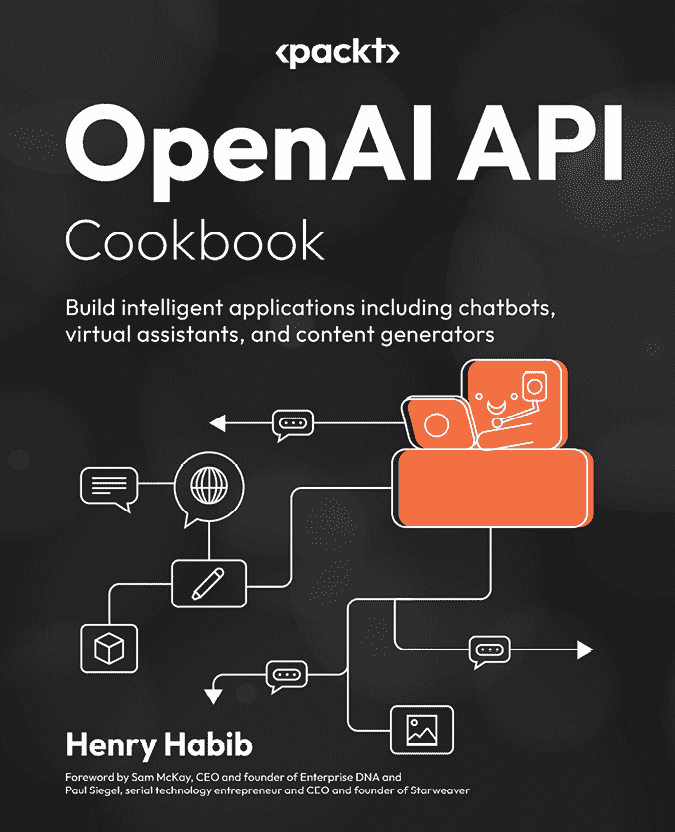 <packt>
OpenAI API
Cookbook
Build intelligent applications including chatbots,
virtual assistants, and content generators
Henry Habib
Foreword by Sam McKay, CEO and founder of Enterprise DNA and
Paul Siegel, serial technology entrepreneur and CEO and founder of Starweaver